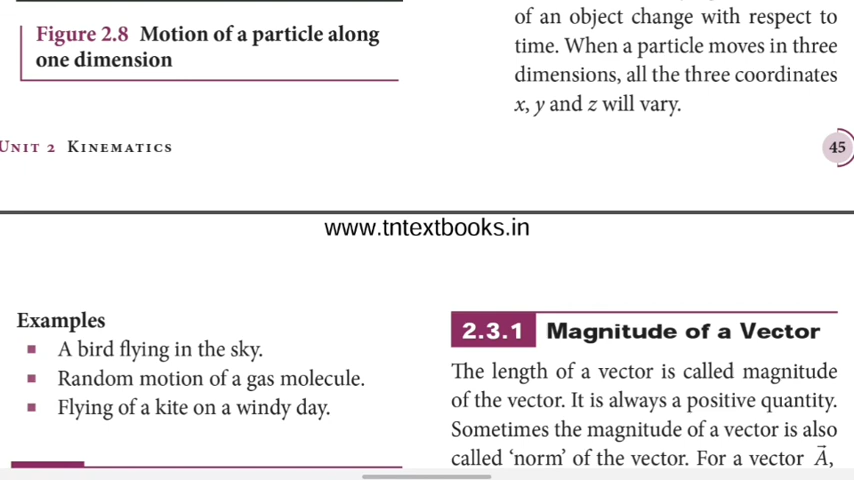 Figure 2.8 Motion of a particle along
one dimension
of an object change with respect to
time. When a particle moves in three
dimensions, all the three coordinates
x, y and z will vary.
UNIT 2 KINEMATICS
45
www.tntextbooks.in
Examples
■ A bird flying in the sky.
■ Random motion of a gas molecule.
■ Flying of a kite on a windy day.
2.3.1 Magnitude of a Vector
The length of a vector is called magnitude
of the vector. It is always a positive quantity.
Sometimes the magnitude of a vector is also
called ‘norm’ of the vector. For a vector A⃗,